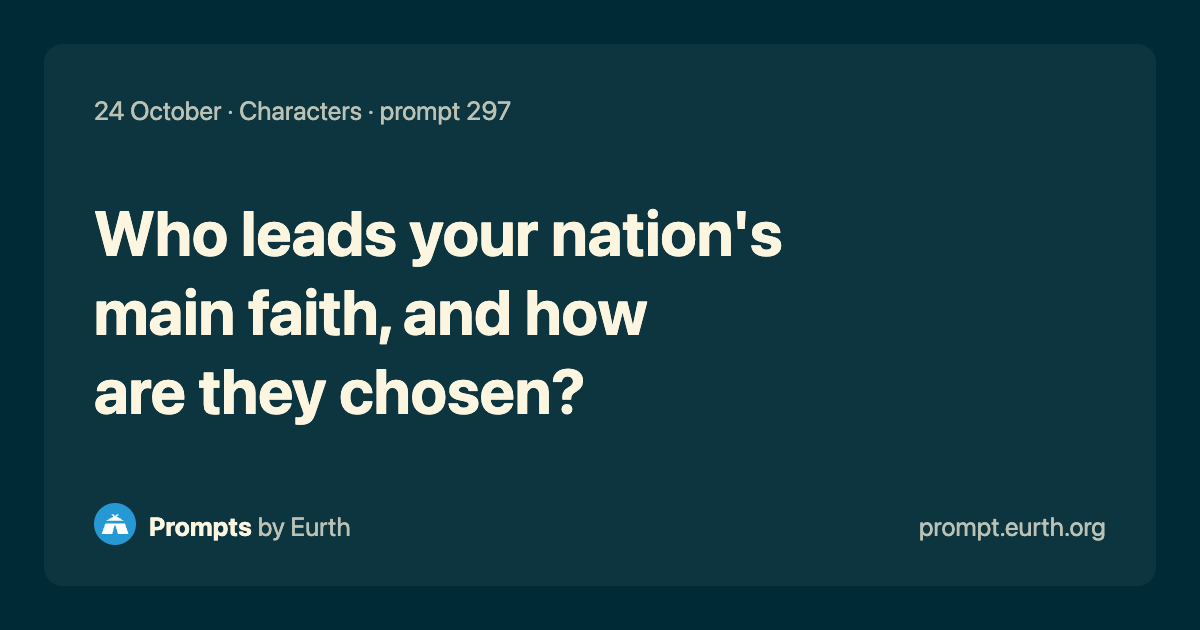 24 October · Characters · prompt 297
Who leads your nation's
main faith, and how
are they chosen?
Prompts by Eurth
prompt.eurth.org